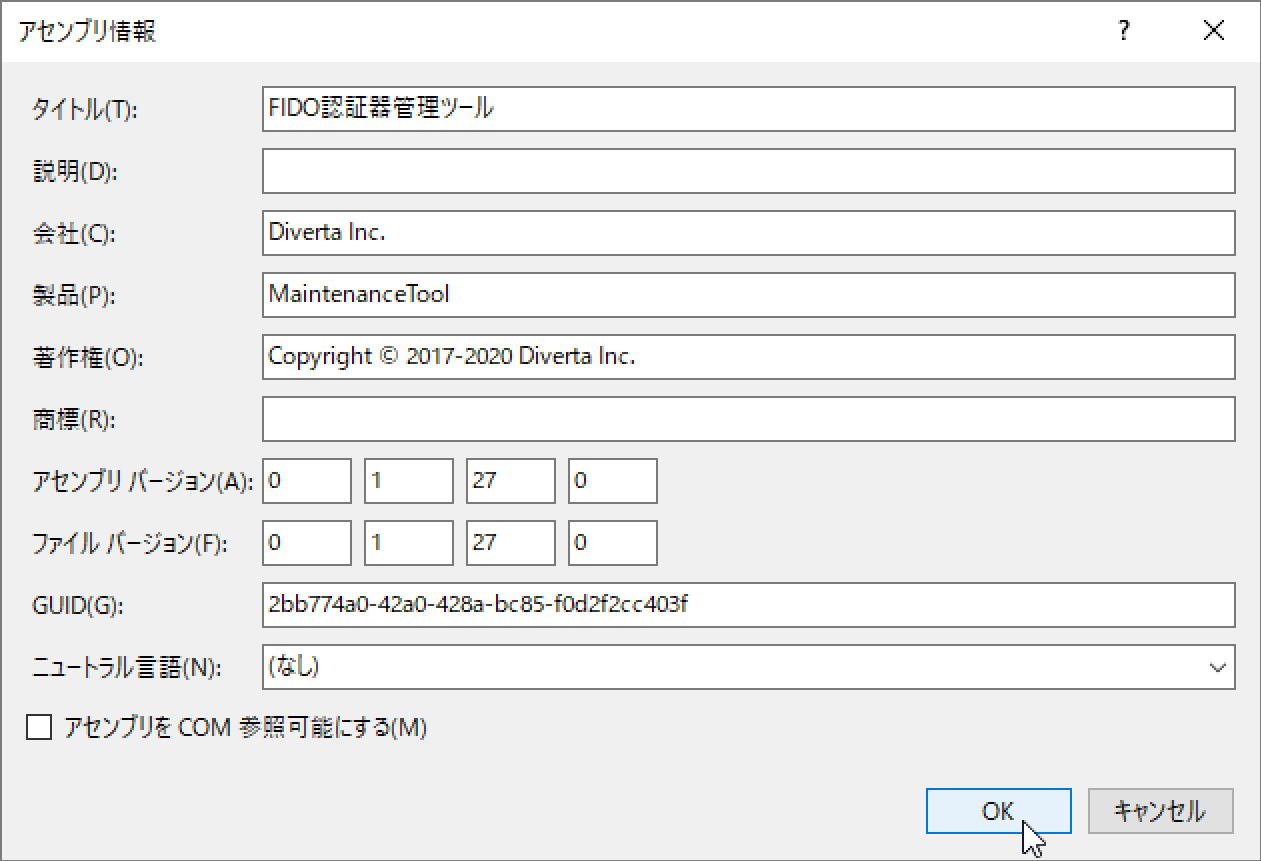 アセンブリ情報 ?
タイトル(T): FIDO認証器管理ツール
説明(D):
会社(C): Diverta Inc.
製品(P): MaintenanceTool
著作権(O): Copyright © 2017-2020 Diverta Inc.
商標(R):
アセンブリ バージョン(A): 0 1 27 0
ファイル バージョン(F): 0 1 27 0
GUID(G): 2bb774a0-42a0-428a-bc85-f0d2f2cc403f
ニュートラル言語(N): (なし)
アセンブリを COM 参照可能にする(M)
OK キャンセル